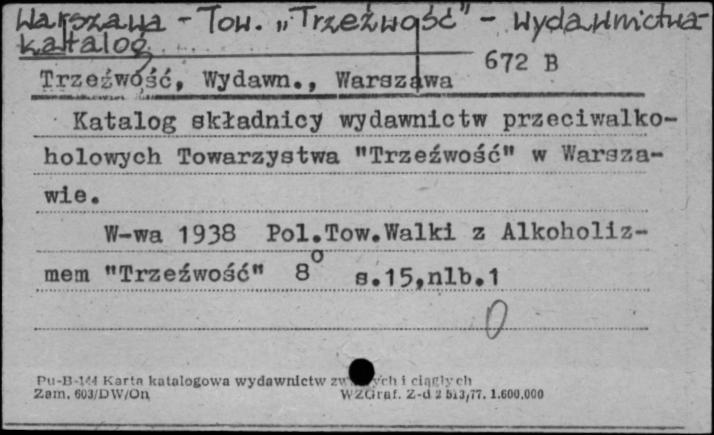 Warszawa - Tow. „Trzeźwość" - wydawnictwa -
katalog
672 B
Trzeźwość, Wydawn., Warszawa
Katalog składnicy wydawnictw przeciwalko-
holowych Towarzystwa "Trzeźwość" w Warsza-
wie.
W-wa 1938 Pol.Tow.Walki z Alkoholiz-
mem "Trzeźwość" 8° s.15,nlb.1
0
Pu-B-144 Karta katalogowa wydawnictw i ciągłych
Zam. 603/DW/On. WZGraf. Z-d 2 513/77. 1.600.000